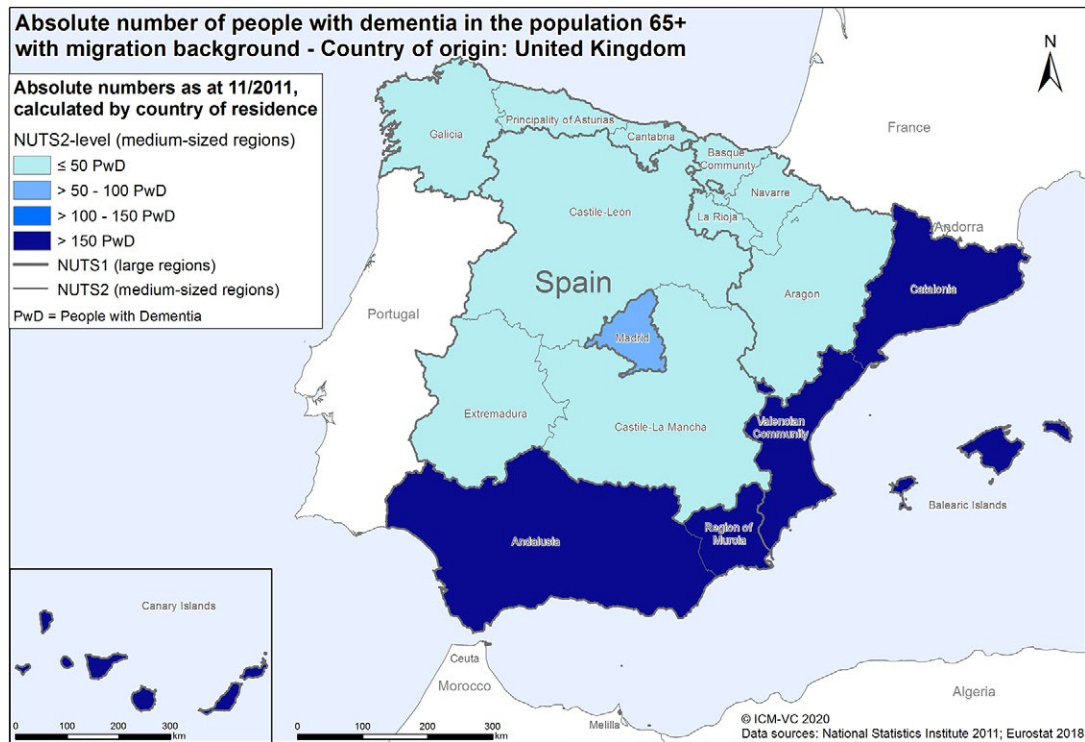 Absolute number of people with dementia in the population 65+
with migration background - Country of origin: United Kingdom
Absolute numbers as at 11/2011,
calculated by country of residence
NUTS2-level (medium-sized regions)
≤ 50 PwD
> 50 - 100 PwD
> 100 - 150 PwD
> 150 PwD
NUTS1 (large regions)
NUTS2 (medium-sized regions)
PwD = People with Dementia
N
France
Galicia
Principality of Asturias
Cantabria
Basque
Community
Navarre
La Rioja
Castile-Leon
Andorra
Catalonia
Aragon
Spain
Portugal
Madrid
Extremadura
Castile-La Mancha
Valencian
Community
Balearic Islands
Andalusia
Region of
Murcia
Canary Islands
Ceuta
Morocco
Melilla
Algeria
0 100 200 300
km
0 100 200 300
km
© ICM-VC 2020
Data sources: National Statistics Institute 2011; Eurostat 2018